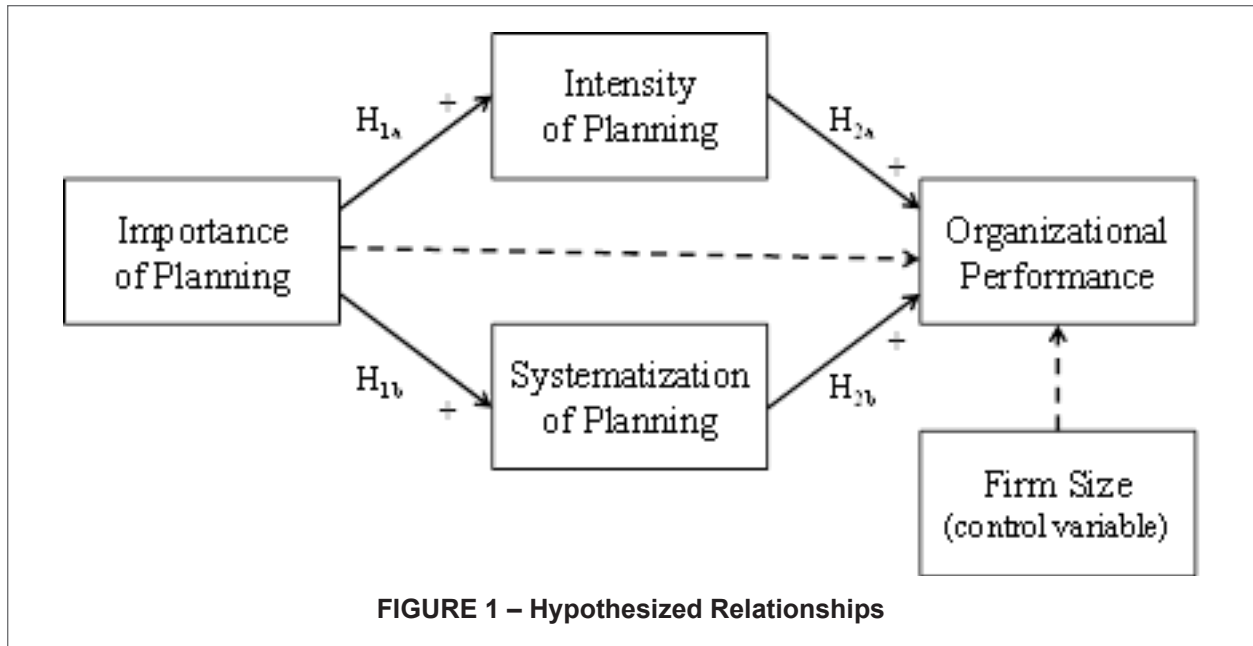 Intensity
of Planning
H1a
+
H2a
+
Importance
of Planning
Organizational
Performance
H1b
+
Systematization
of Planning
H2b
+
Firm Size
(control variable)
FIGURE 1 – Hypothesized Relationships